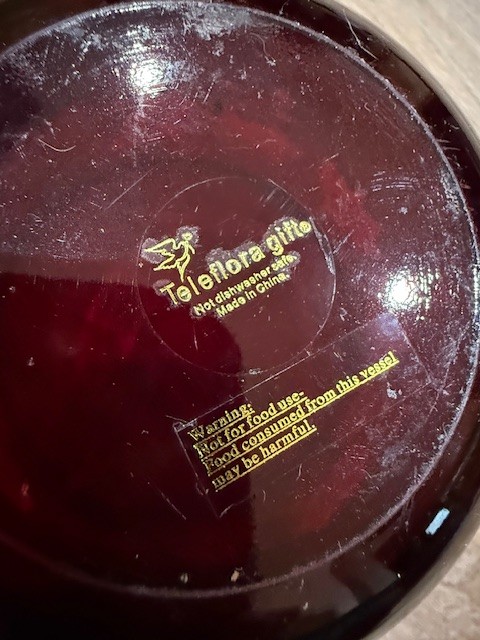 Teleflora gift®
Not dishwasher safe.
Made in China.
Warning:
Not for food use-
Food consumed from this vessel
may be harmful.